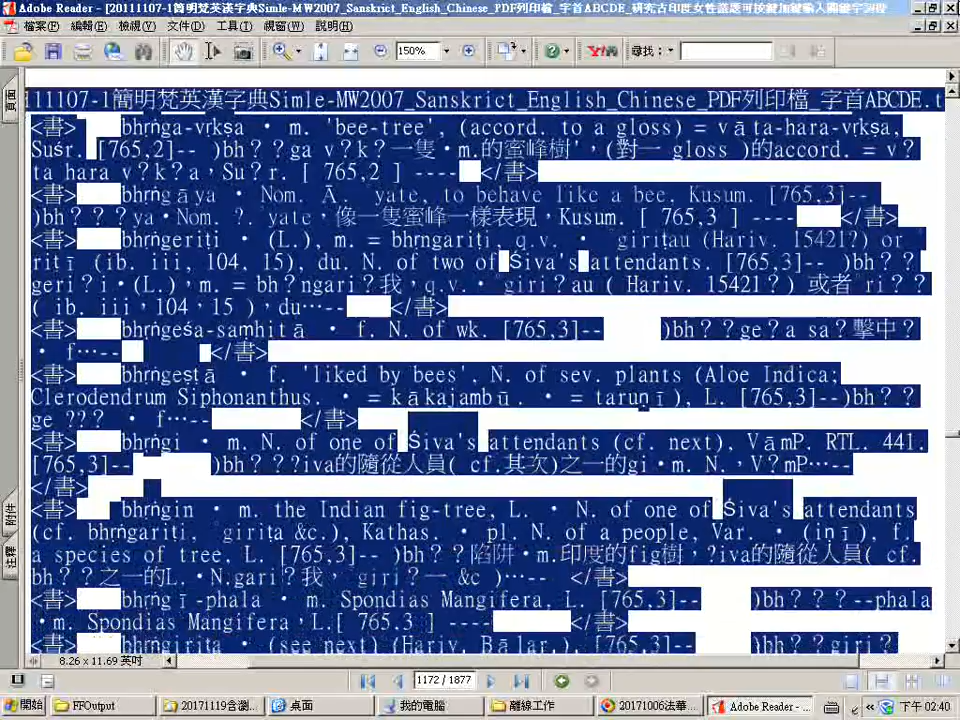 Adobe Reader - [20111107-1簡明梵英漢字典Simle-MW2007_Sanskrict_English_Chinese_PDF列印檔_字首ABCDE_研究古印度女性議題可按鍵加鍵輸入關鍵字詞搜
檔案(F) 編輯(E) 檢視(V) 文件(D) 工具(T) 視窗(W) 說明(H)
150% 尋找:
頁面
11107-1簡明梵英漢字典Simle-MW2007_Sanskrict_English_Chinese_PDF列印檔_字首ABCDE.t
<書> bhṛṅga-vṛkṣa • m. 'bee-tree', (accord. to a gloss) = vāta-hara-vṛkṣa,
Suśr. [765,2]-- )bh??ga v?k?一隻•m.的蜜蜂樹', (對一 gloss )的accord. = v?
ta hara v?k?a，Su?r. [ 765,2 ] ---- </書>
<書> bhṛṅgāya • Nom. Ā. yate, to behave like a bee. Kusum. [765,3]--
)bh???ya•Nom. ?. yate，像一隻蜜蜂一樣表現，Kusum. [ 765,3 ] ---- </書>
<書> bhṛṅgeriṭi • (L.), m. = bhṛṅgariṭi, q.v. • giriṭau (Hariv. 15421?) or
riṭī (ib. iii, 104, 15), du. N. of two of Śiva's attendants. [765,3]-- )bh??
geri?i•(L.)，m. = bh?ngari?我，q.v. • giri?au ( Hariv. 15421?) 或者 ri??
( ib. iii，104，15 )，du…-- </書>
<書> bhṛṅgeśa-saṃhitā • f. N. of wk. [765,3]-- )bh??ge?a sa?擊中?
• f…-- </書>
<書> bhṛṅgeṣṭā • f. 'liked by bees', N. of sev. plants (Aloe Indica;
Clerodendrum Siphonanthus. • = kākajambū. • = taruṇī), L. [765,3]--)bh??
ge ??? • f…-- </書>
<書> bhṛṅgi • m. N. of one of Śiva's attendants (cf. next), VāmP. RTL. 441.
[765,3]-- )bh???iva的隨從人員( cf.其次)之一的gi•m. N.，V?mP…--
</書>
<書> bhṛṅgin • m. the Indian fig-tree, L. • N. of one of Śiva's attendants
(cf. bhṛṅgariṭi, giriṭa &c.), Kathas. • pl. N. of a people, Var. • (iṇī), f.
a species of tree, L. [765,3]-- )bh??陷阱•m.印度的fig樹，?iva的隨從人員( cf.
bh??之一的L. •N.gari?我， giri?一 &c )…-- </書>
<書> bhṛṅgī-phala • m. Spondias Mangifera, L. [765,3]-- )bh???--phala
•m. Spondias Mangifera，L.[ 765.3 ] ---- </書>
<書> bhṛṅgiriṭa • (see next) (Hariv. Bālar.). [765,3]-- )bh??giri?
附件
注釋
8.26 x 11.69 英吋
1172 / 1877
開始 FFOutput 20171119含瀏... 桌面 我的電腦 離線工作 20171006法華... Adobe Reader - ... 下午 02:40